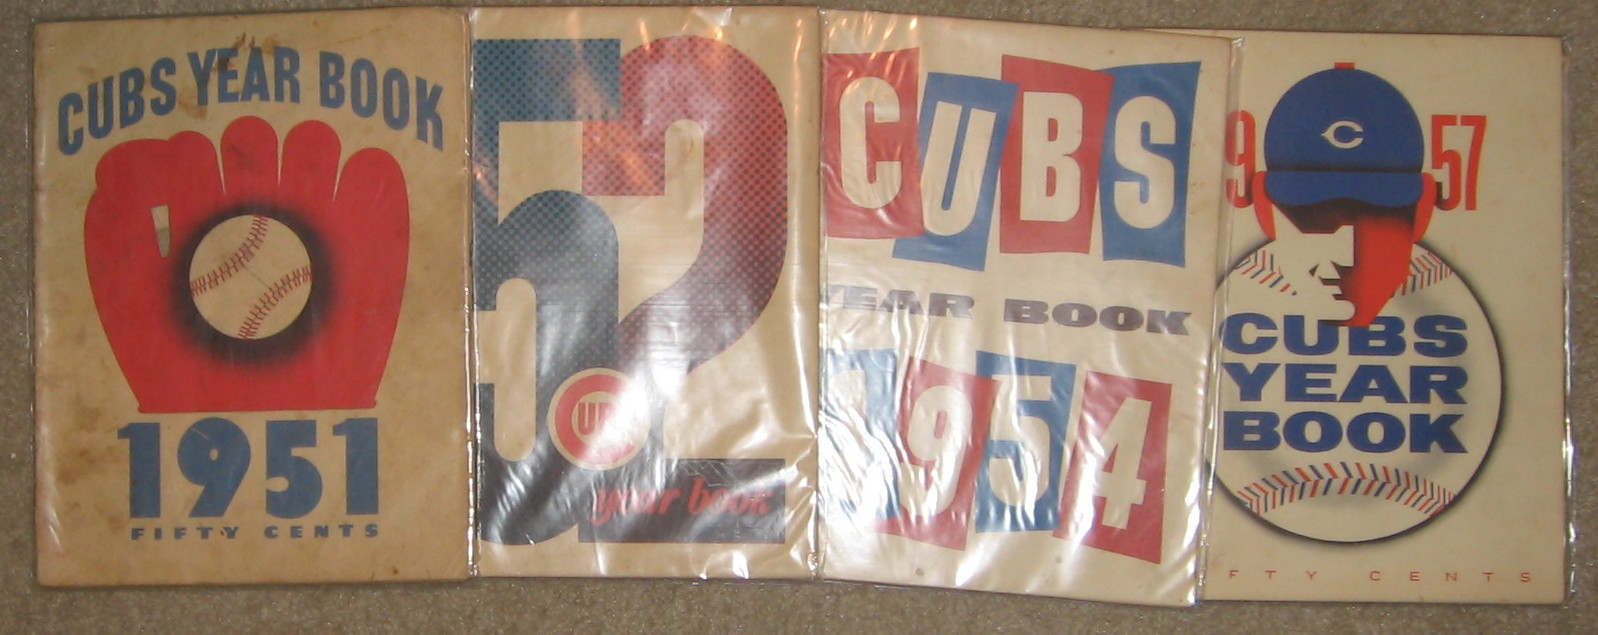 CUBS YEAR BOOK
1951
FIFTY CENTS
52
UB
year book
CUBS
YEAR BOOK
1954
C
9 57
CUBS
YEAR
BOOK
FTY CENTS